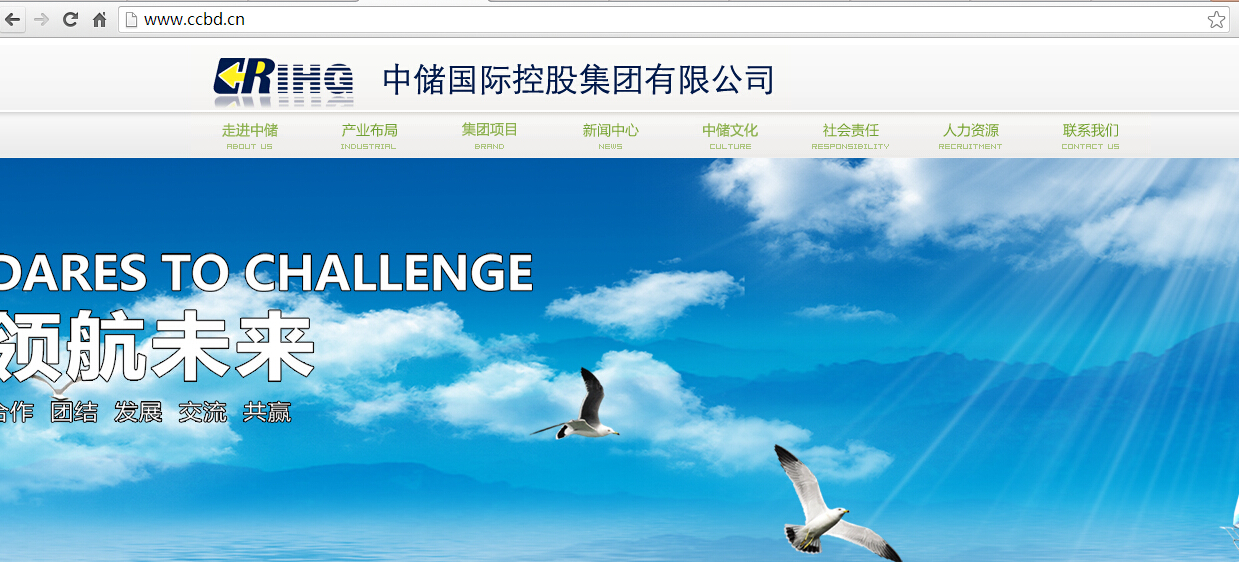 www.ccbd.cn
CRIHG 中储国际控股集团有限公司
走进中储 产业布局 集团项目 新闻中心 中储文化 社会责任 人力资源 联系我们
ABOUT US INDUSTRIAL BRAND NEWS CULTURE RESPONSIBILITY RECRUITMENT CONTACT US
DARES TO CHALLENGE
领航未来
合作 团结 发展 交流 共赢